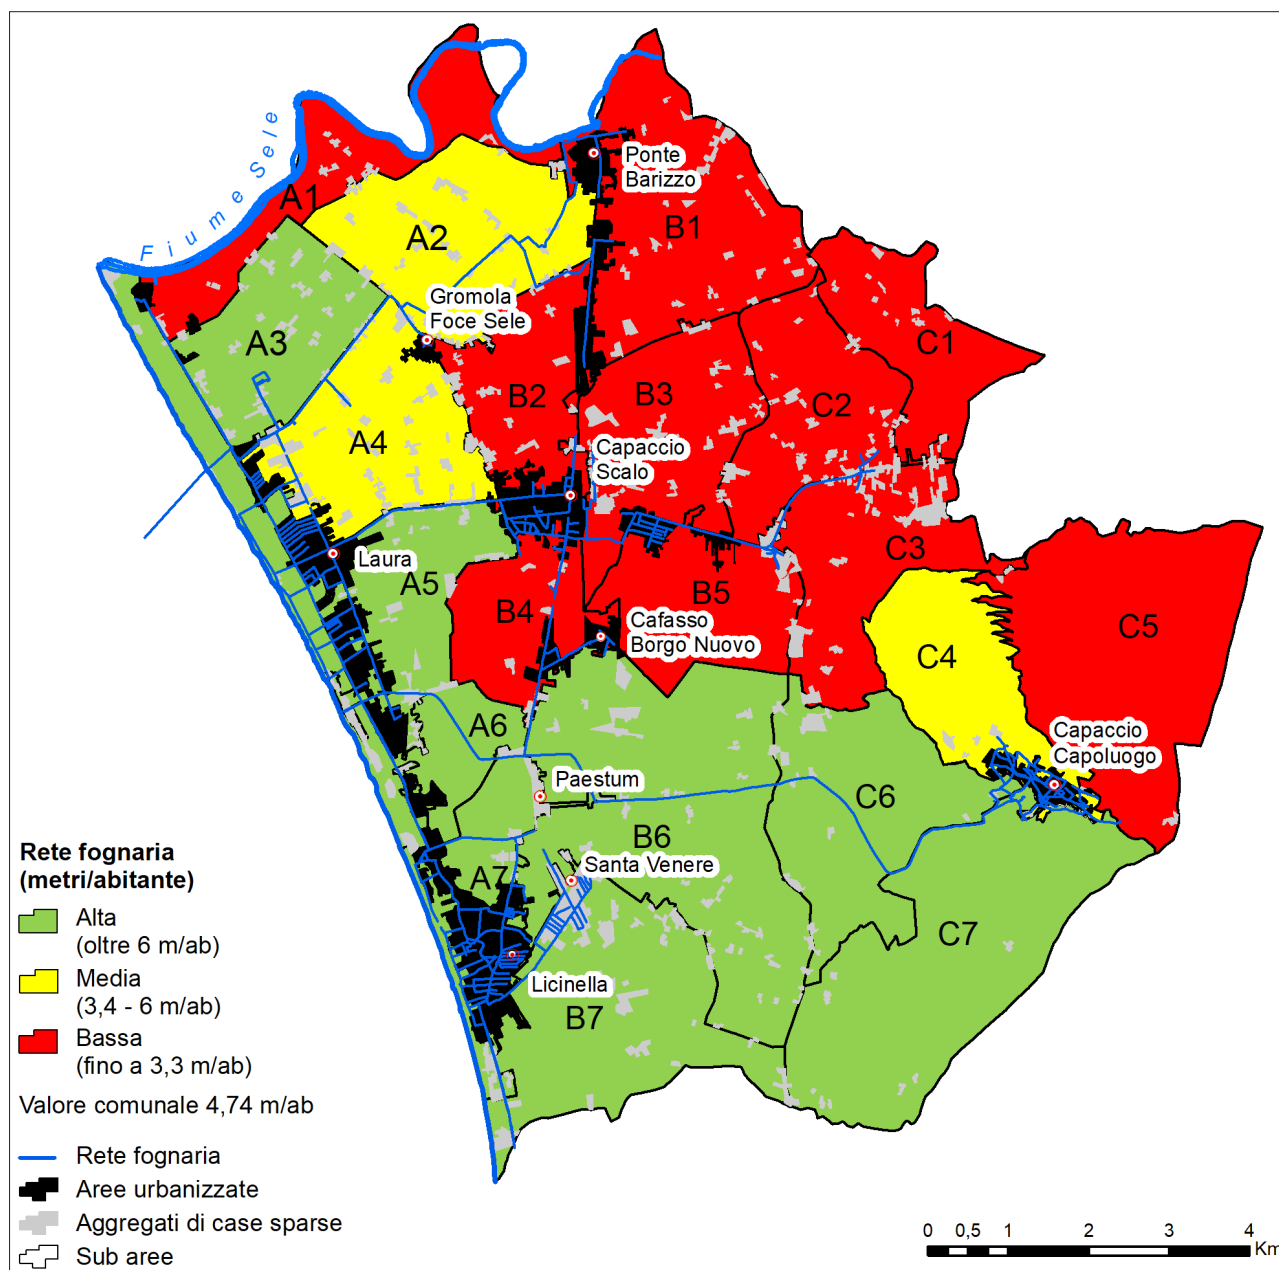 Fiume Sele
Ponte
Barizzo
A1
A2
B1
Gromola
Foce Sele
A3
C1
B2
B3
C2
A4
Capaccio
Scalo
Laura
A5
B4
B5
C3
Cafasso
Borgo Nuovo
C4
C5
A6
Capaccio
Capoluogo
Paestum
C6
B6
Santa Venere
A7
C7
Licinella
B7
Rete fognaria
(metri/abitante)
Alta
(oltre 6 m/ab)
Media
(3,4 - 6 m/ab)
Bassa
(fino a 3,3 m/ab)
Valore comunale 4,74 m/ab
Rete fognaria
Aree urbanizzate
Aggregati di case sparse
Sub aree
0 0,5 1 2 3 4
Km